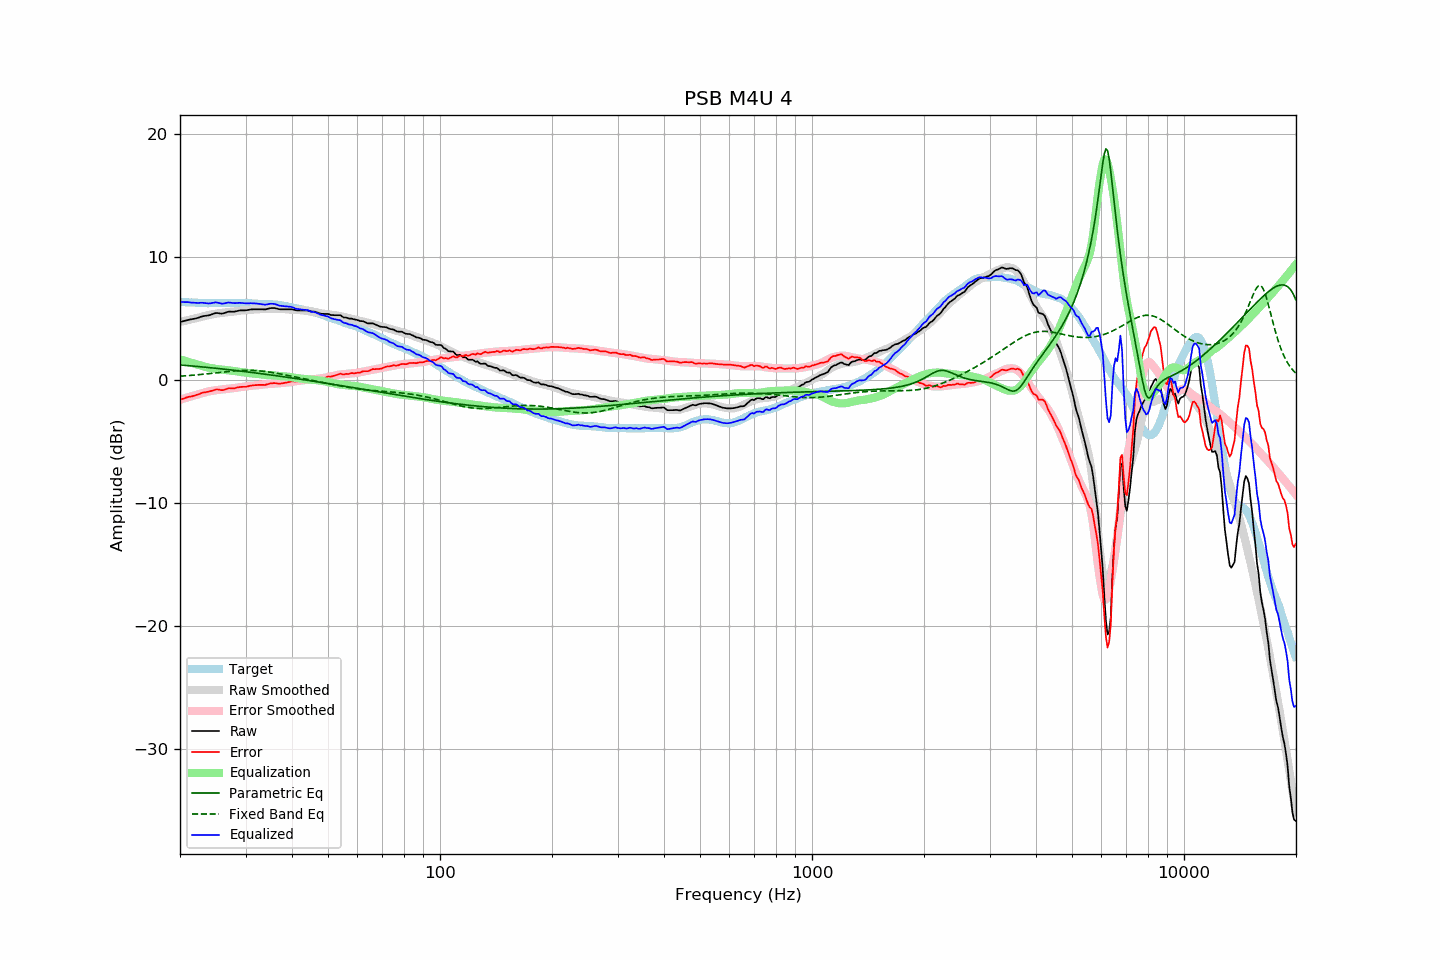 PSB M4U 4
20
10
0
−10
−20
−30
Amplitude (dBr)
Target
Raw Smoothed
Error Smoothed
Raw
Error
Equalization
Parametric Eq
Fixed Band Eq
Equalized
100
1000
10000
Frequency (Hz)